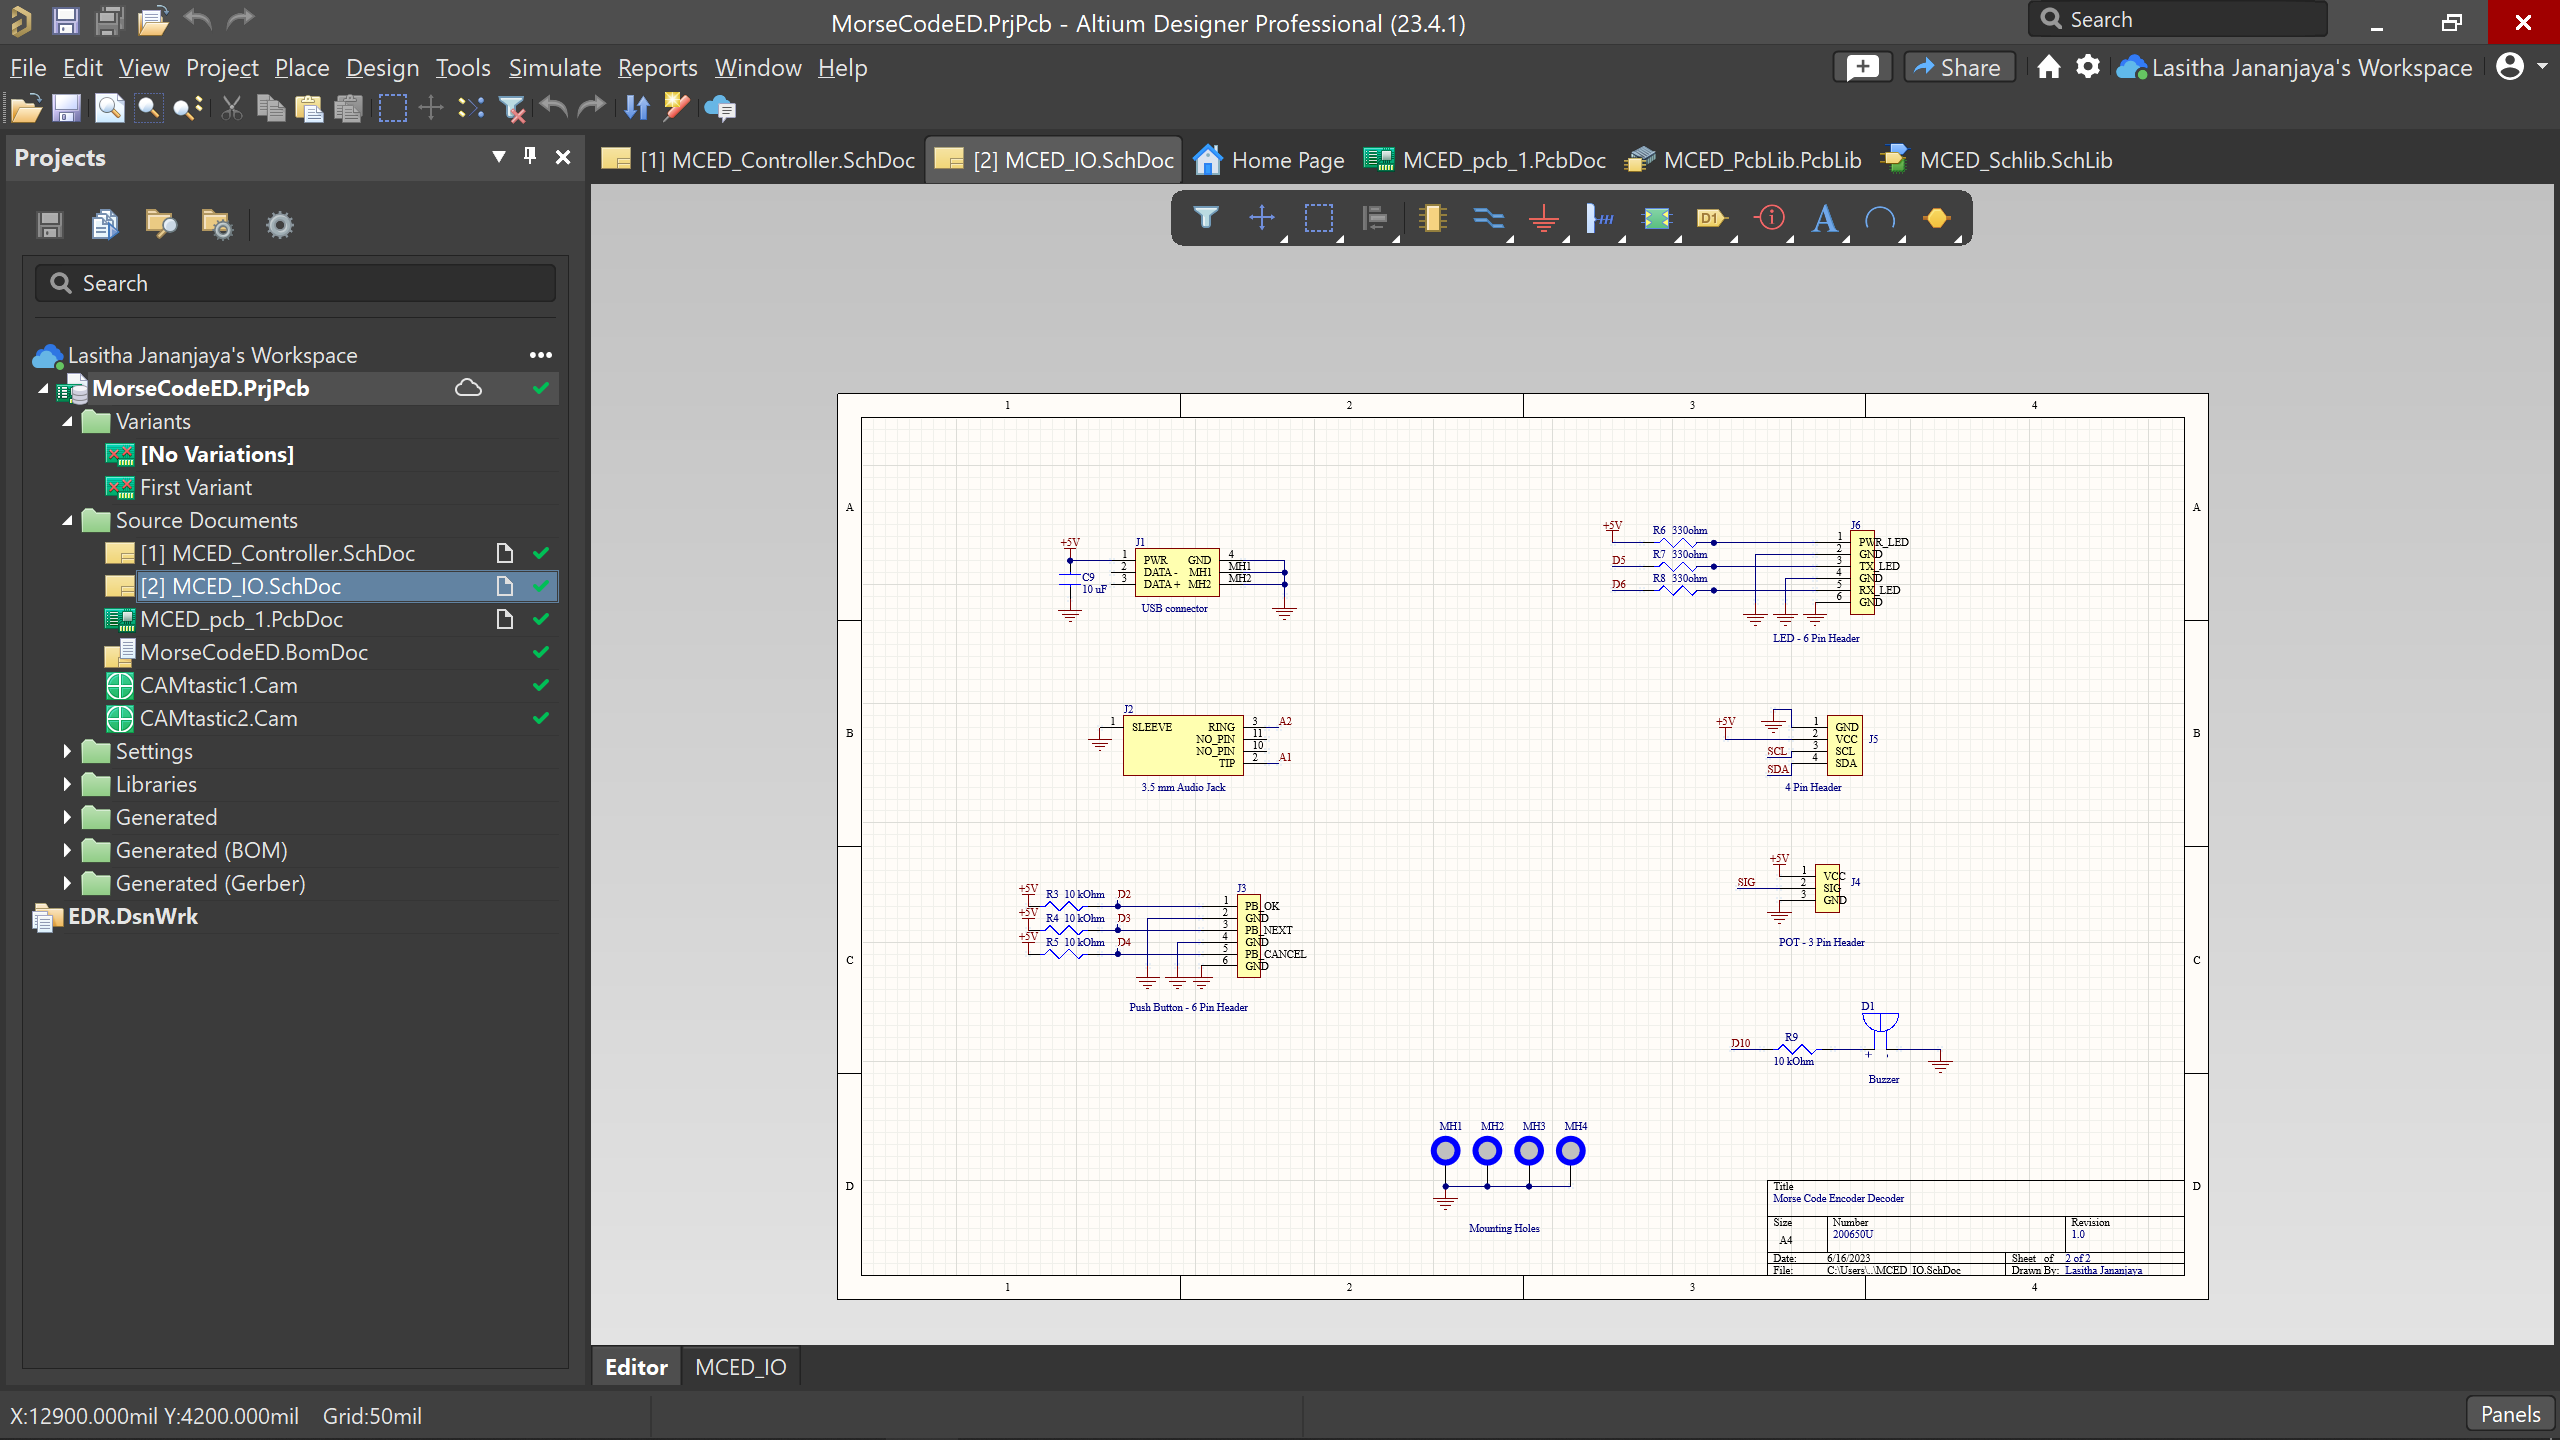 MorseCodeED.PrjPcb - Altium Designer Professional (23.4.1)
Search
File Edit View Project Place Design Tools Simulate Reports Window Help
Share
Lasitha Jananjaya's Workspace
Projects
[1] MCED_Controller.SchDoc
[2] MCED_IO.SchDoc
Home Page
MCED_pcb_1.PcbDoc
MCED_PcbLib.PcbLib
MCED_Schlib.SchLib
D1
A
Search
Lasitha Jananjaya's Workspace
MorseCodeED.PrjPcb
Variants
[No Variations]
First Variant
Source Documents
[1] MCED_Controller.SchDoc
[2] MCED_IO.SchDoc
MCED_pcb_1.PcbDoc
MorseCodeED.BomDoc
CAMtastic1.Cam
CAMtastic2.Cam
Settings
Libraries
Generated
Generated (BOM)
Generated (Gerber)
EDR.DsnWrk
1 2 3 4
A A
B B
C C
D D
+5V
C9
10 uF
J1
1 PWR GND 4
2 DATA - MH1 MH1
3 DATA + MH2 MH2
USB connector
+5V R6 330ohm
D5 R7 330ohm
D6 R8 330ohm
J6
1 PWR_LED
2 GND
3 TX_LED
4 GND
5 RX_LED
6 GND
LED - 6 Pin Header
J2
1 SLEEVE RING 3 A2
NO_PIN 11
NO_PIN 10
TIP 2 A1
3.5 mm Audio Jack
+5V
1 GND
2 VCC J5
SCL 3 SCL
SDA 4 SDA
4 Pin Header
+5V R3 10 kOhm D2
+5V R4 10 kOhm D3
+5V R5 10 kOhm D4
J3
1 PB_OK
2 GND
3 PB_NEXT
4 GND
5 PB_CANCEL
6 GND
Push Button - 6 Pin Header
+5V
1 VCC J4
SIG 2 SIG
3 GND
POT - 3 Pin Header
D1
D10 R9
10 kOhm
+
Buzzer
MH1 MH2 MH3 MH4
Mounting Holes
Title
Morse Code Encoder Decoder
Size Number Revision
A4 200650U 1.0
Date: 6/16/2023 Sheet of 2 of 2
File: C:\Users\..\MCED_IO.SchDoc Drawn By: Lasitha Jananjaya
1 2 3 4
Editor MCED_IO
X:12900.000mil Y:4200.000mil Grid:50mil
Panels